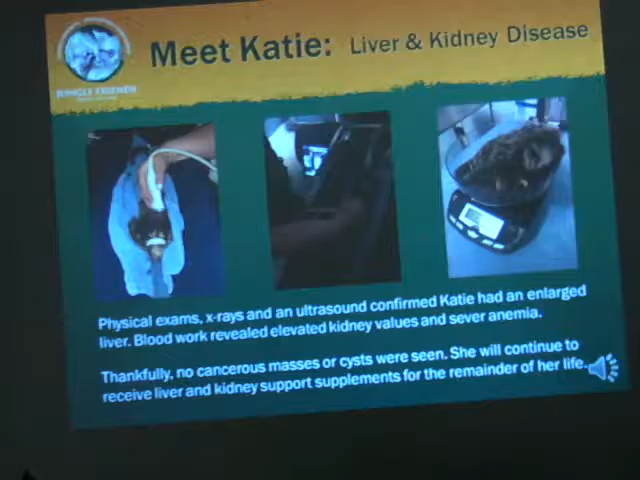 JUNGLE FRIENDS
Meet Katie: Liver & Kidney Disease
Physical exams, x-rays and an ultrasound confirmed Katie had an enlarged
liver. Blood work revealed elevated kidney values and sever anemia.
Thankfully, no cancerous masses or cysts were seen. She will continue to
receive liver and kidney support supplements for the remainder of her life.